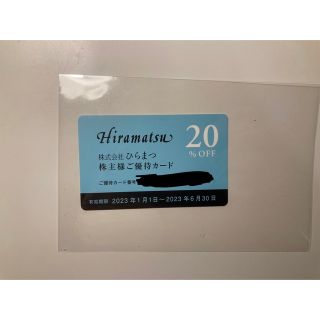 Hiramatsu
20
% OFF
株式会社 ひらまつ
株主様ご優待カード
ご優待カード番号
有効期限 2023年1月1日～2023年6月30日